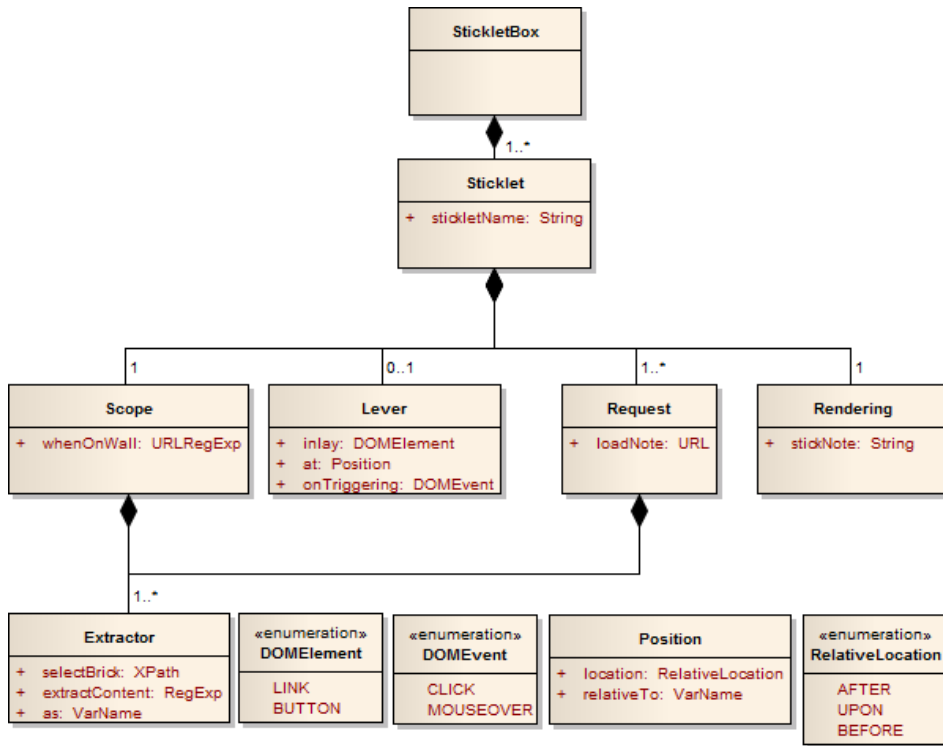 StickletBox
1..*
Sticklet
+ stickletName: String
1
0..1
1..*
1
Scope
+ whenOnWall: URLRegExp
Lever
+ inlay: DOMElement
+ at: Position
+ onTriggering: DOMEvent
Request
+ loadNote: URL
Rendering
+ stickNote: String
1..*
Extractor
+ selectBrick: XPath
+ extractContent: RegExp
+ as: VarName
«enumeration»
DOMElement
LINK
BUTTON
«enumeration»
DOMEvent
CLICK
MOUSEOVER
Position
+ location: RelativeLocation
+ relativeTo: VarName
«enumeration»
RelativeLocation
AFTER
UPON
BEFORE